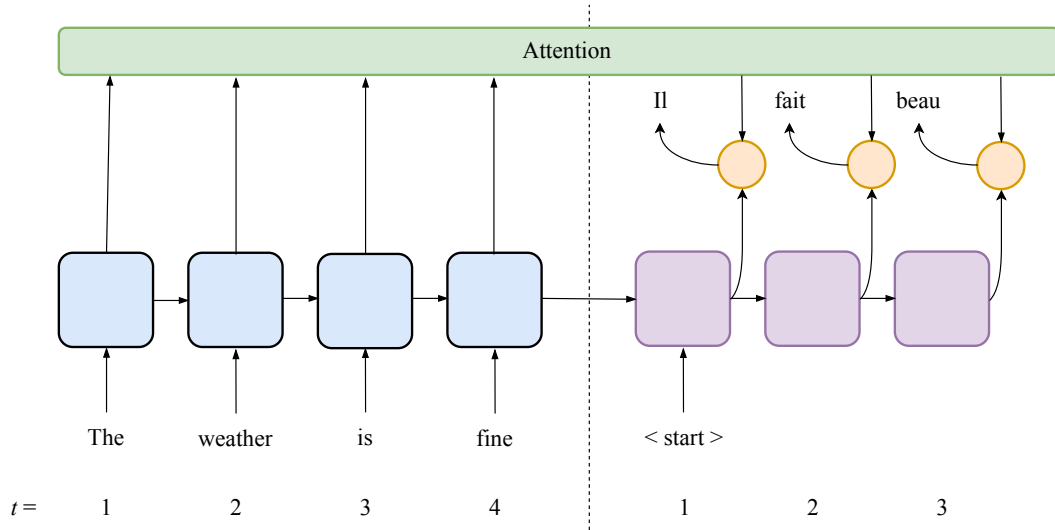 Attention
Il fait beau
The weather is fine < start >
t = 1 2 3 4 1 2 3